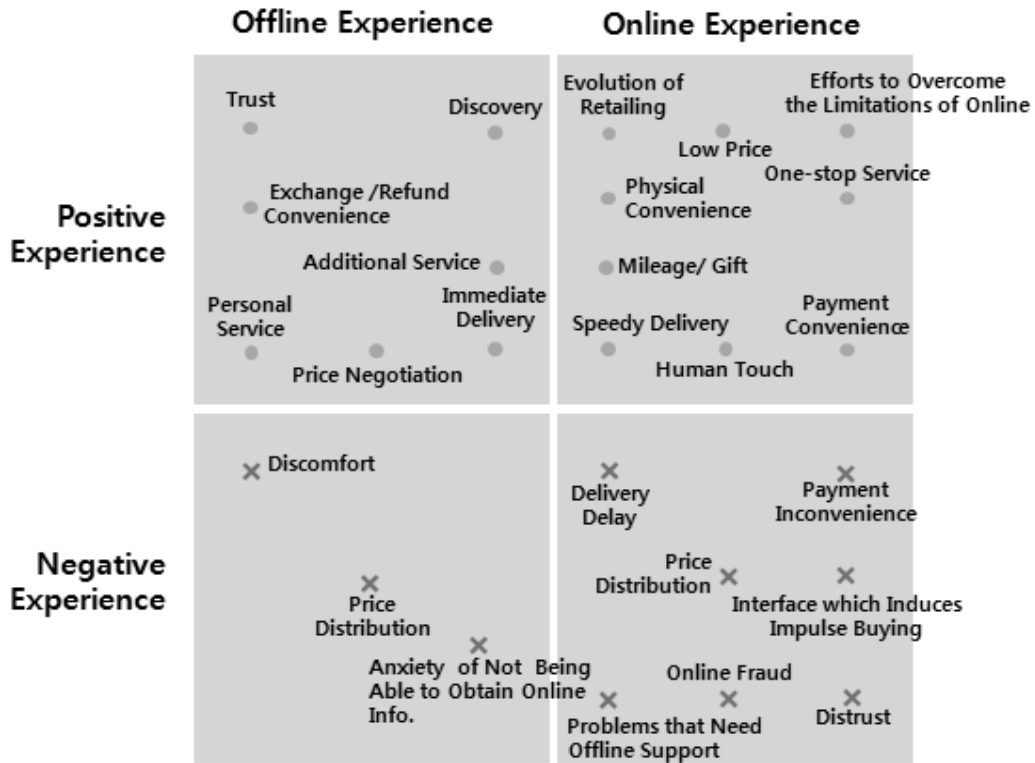 Offline Experience
Online Experience
Positive
Experience
Trust
Discovery
Exchange /Refund
Convenience
Additional Service
Personal
Service
Immediate
Delivery
Price Negotiation
Evolution of
Retailing
Efforts to Overcome
the Limitations of Online
Low Price
One-stop Service
Physical
Convenience
Mileage/ Gift
Speedy Delivery
Payment
Convenience
Human Touch
Negative
Experience
Discomfort
Price
Distribution
Anxiety of Not Being
Able to Obtain Online
Info.
Delivery
Delay
Payment
Inconvenience
Price
Distribution
Interface which Induces
Impulse Buying
Online Fraud
Problems that Need
Offline Support
Distrust